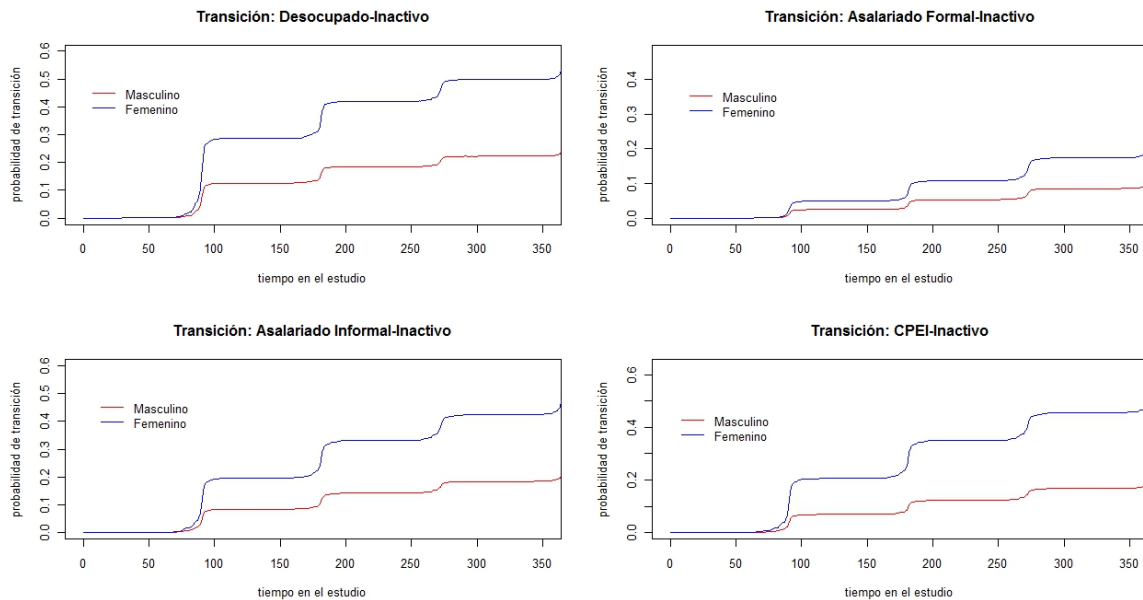 Transición: Desocupado-Inactivo
probabilidad de transición
0.0 0.1 0.2 0.3 0.4 0.5 0.6
Masculino
Femenino
0 50 100 150 200 250 300 350
tiempo en el estudio
Transición: Asalariado Formal-Inactivo
probabilidad de transición
0.0 0.1 0.2 0.3 0.4
Masculino
Femenino
0 50 100 150 200 250 300 350
tiempo en el estudio
Transición: Asalariado Informal-Inactivo
probabilidad de transición
0.0 0.1 0.2 0.3 0.4 0.5 0.6
Masculino
Femenino
0 50 100 150 200 250 300 350
tiempo en el estudio
Transición: CPEI-Inactivo
probabilidad de transición
0.0 0.2 0.4 0.6
Masculino
Femenino
0 50 100 150 200 250 300 350
tiempo en el estudio